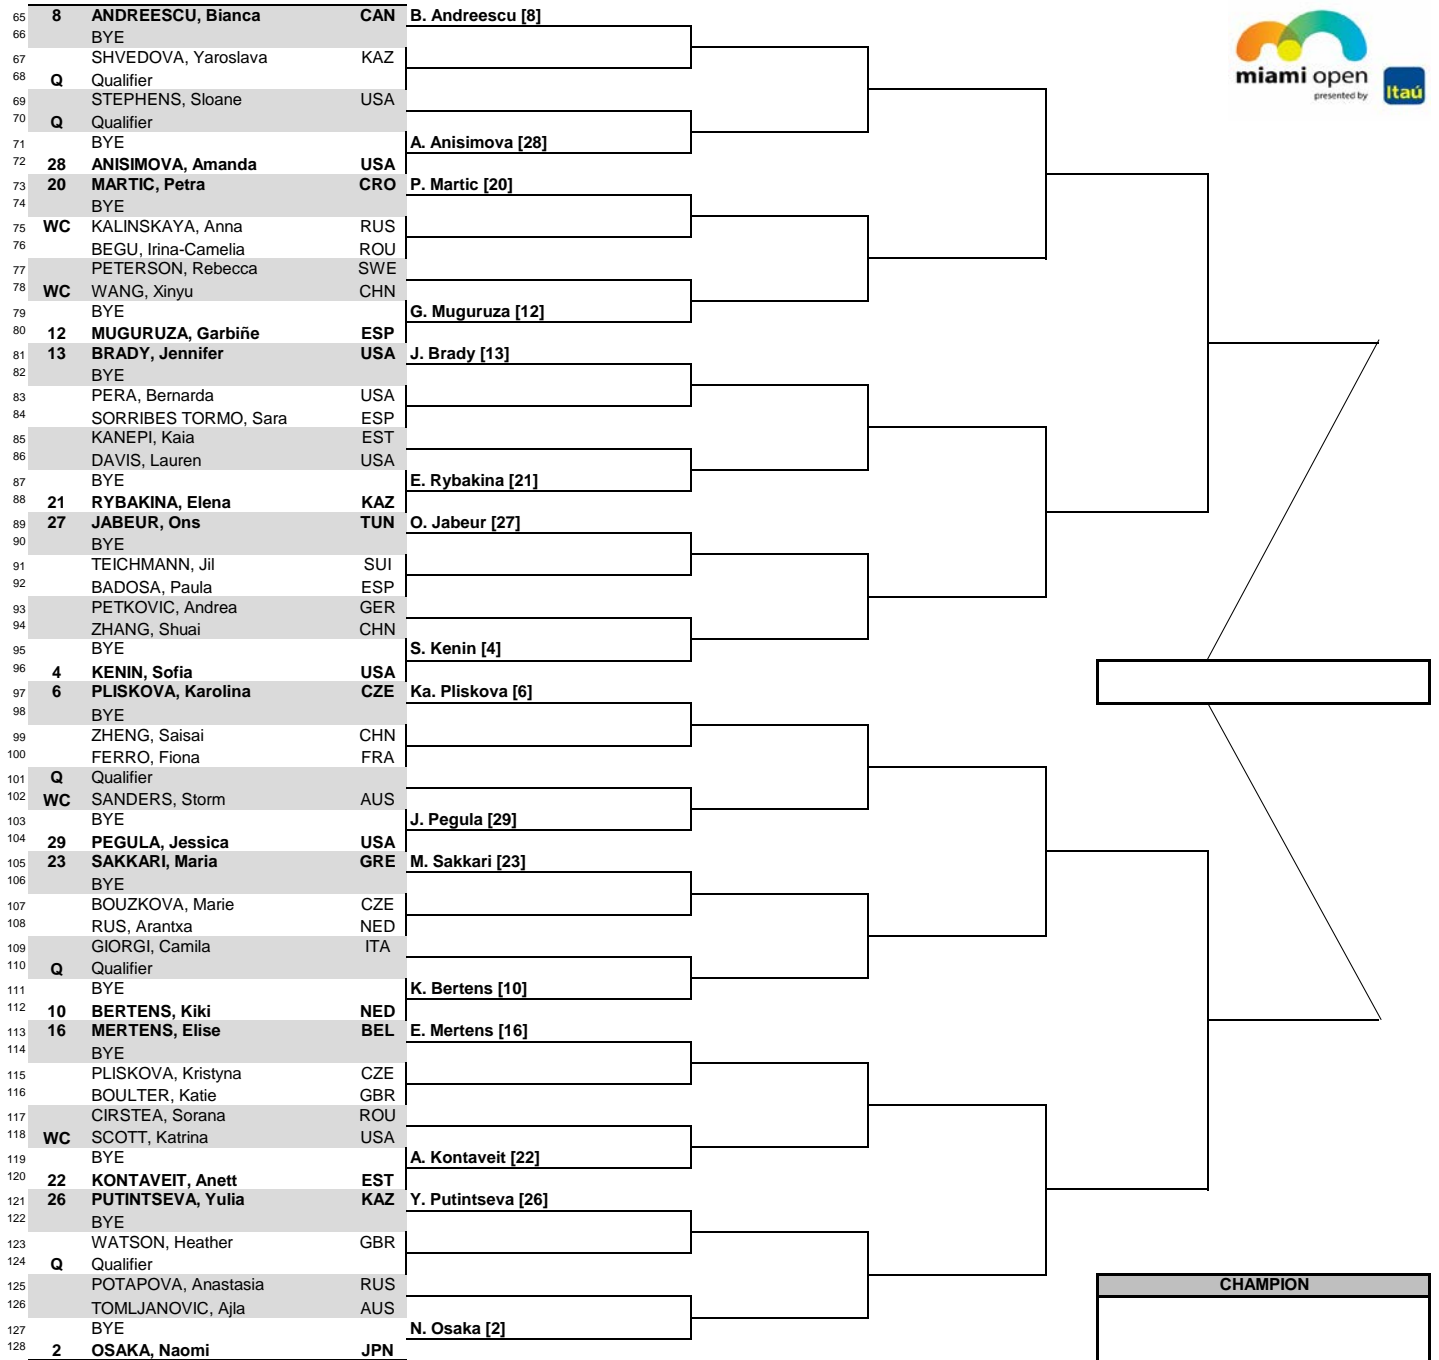 miami open
presented by
Itaú
65 8 ANDREESCU, Bianca CAN B. Andreescu [8]
66 BYE
67 SHVEDOVA, Yaroslava KAZ
68 Q Qualifier
69 STEPHENS, Sloane USA
70 Q Qualifier
71 BYE A. Anisimova [28]
72 28 ANISIMOVA, Amanda USA
73 20 MARTIC, Petra CRO P. Martic [20]
74 BYE
75 WC KALINSKAYA, Anna RUS
76 BEGU, Irina-Camelia ROU
77 PETERSON, Rebecca SWE
78 WC WANG, Xinyu CHN
79 BYE G. Muguruza [12]
80 12 MUGURUZA, Garbiñe ESP
81 13 BRADY, Jennifer USA J. Brady [13]
82 BYE
83 PERA, Bernarda USA
84 SORRIBES TORMO, Sara ESP
85 KANEPI, Kaia EST
86 DAVIS, Lauren USA
87 BYE E. Rybakina [21]
88 21 RYBAKINA, Elena KAZ
89 27 JABEUR, Ons TUN O. Jabeur [27]
90 BYE
91 TEICHMANN, Jil SUI
92 BADOSA, Paula ESP
93 PETKOVIC, Andrea GER
94 ZHANG, Shuai CHN
95 BYE S. Kenin [4]
96 4 KENIN, Sofia USA
97 6 PLISKOVA, Karolina CZE Ka. Pliskova [6]
98 BYE
99 ZHENG, Saisai CHN
100 FERRO, Fiona FRA
101 Q Qualifier
102 WC SANDERS, Storm AUS
103 BYE J. Pegula [29]
104 29 PEGULA, Jessica USA
105 23 SAKKARI, Maria GRE M. Sakkari [23]
106 BYE
107 BOUZKOVA, Marie CZE
108 RUS, Arantxa NED
109 GIORGI, Camila ITA
110 Q Qualifier
111 BYE K. Bertens [10]
112 10 BERTENS, Kiki NED
113 16 MERTENS, Elise BEL E. Mertens [16]
114 BYE
115 PLISKOVA, Kristyna CZE
116 BOULTER, Katie GBR
117 CIRSTEA, Sorana ROU
118 WC SCOTT, Katrina USA
119 BYE A. Kontaveit [22]
120 22 KONTAVEIT, Anett EST
121 26 PUTINTSEVA, Yulia KAZ Y. Putintseva [26]
122 BYE
123 WATSON, Heather GBR
124 Q Qualifier
125 POTAPOVA, Anastasia RUS
126 TOMLJANOVIC, Ajla AUS
127 BYE N. Osaka [2]
128 2 OSAKA, Naomi JPN
CHAMPION